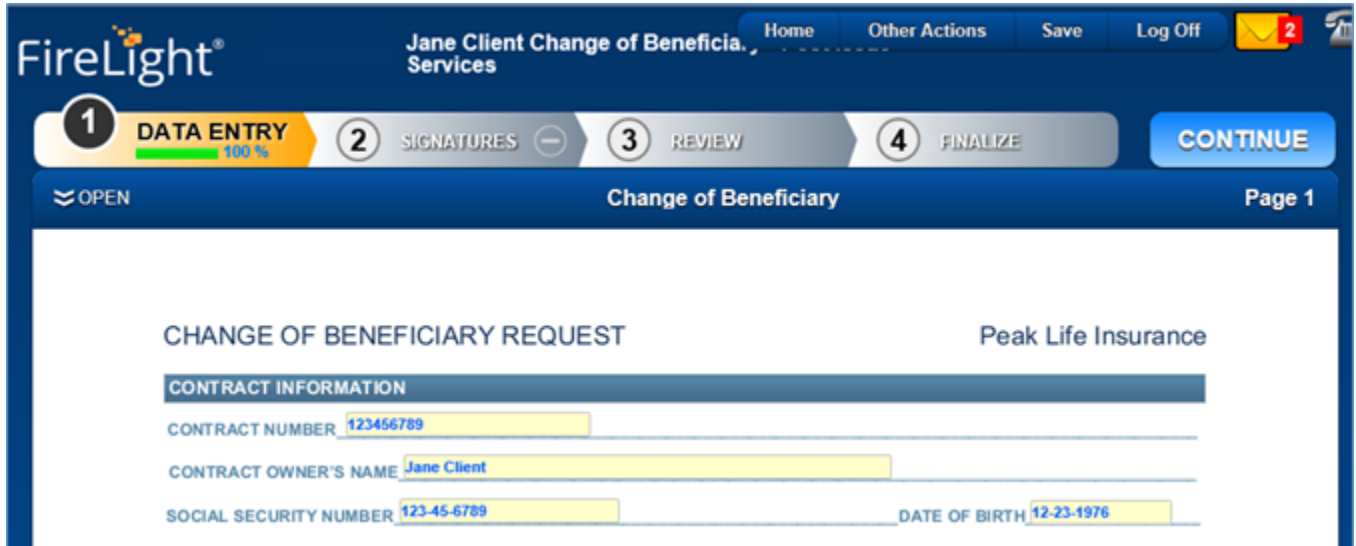 Home Other Actions Save Log Off 2
FireLight®
Jane Client Change of Beneficia
Services
1 DATA ENTRY 100 % 2 SIGNATURES 3 REVIEW 4 FINALIZE CONTINUE
OPEN Change of Beneficiary Page 1
CHANGE OF BENEFICIARY REQUEST Peak Life Insurance
CONTRACT INFORMATION
CONTRACT NUMBER 123456789
CONTRACT OWNER'S NAME Jane Client
SOCIAL SECURITY NUMBER 123-45-6789 DATE OF BIRTH 12-23-1976